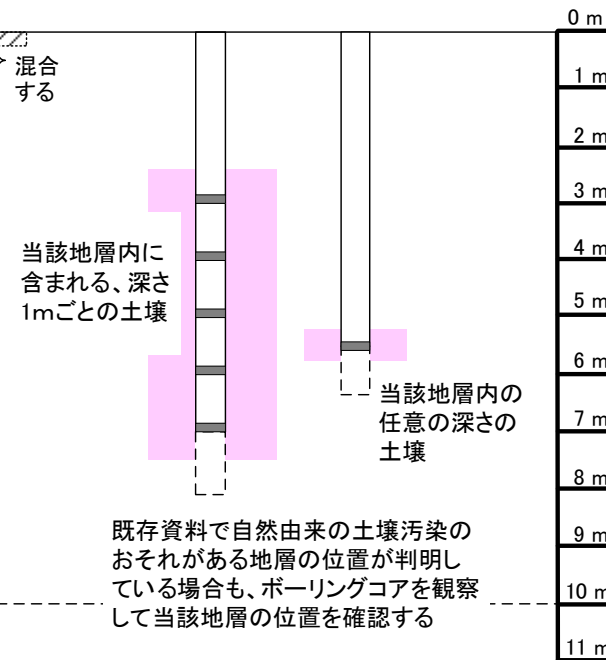 混合
する
当該地層内に
含まれる、深さ
1mごとの土壌
当該地層内の
任意の深さの
土壌
既存資料で自然由来の土壌汚染の
おそれがある地層の位置が判明し
ている場合も、ボーリングコアを観察
して当該地層の位置を確認する
0 m
1 m
2 m
3 m
4 m
5 m
6 m
7 m
8 m
9 m
10 m
11 m